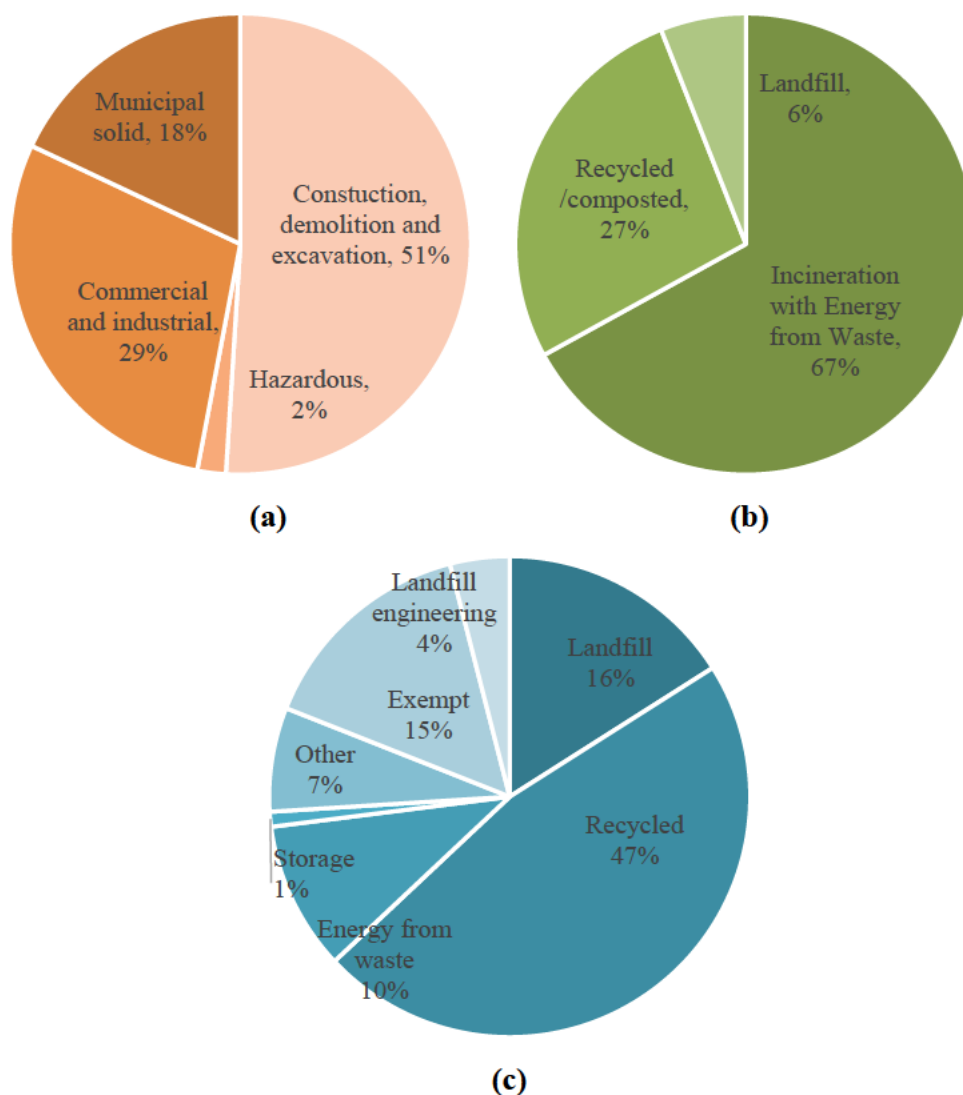 Municipal
solid, 18%
Constuction,
demolition and
excavation, 51%
Commercial
and industrial,
29%
Hazardous,
2%
(a)
Landfill,
6%
Recycled
/composted,
27%
Incineration
with Energy
from Waste,
67%
(b)
Landfill
engineering
4%
Landfill
16%
Exempt
15%
Other
7%
Recycled
47%
Storage
1%
Energy from
waste
10%
(c)